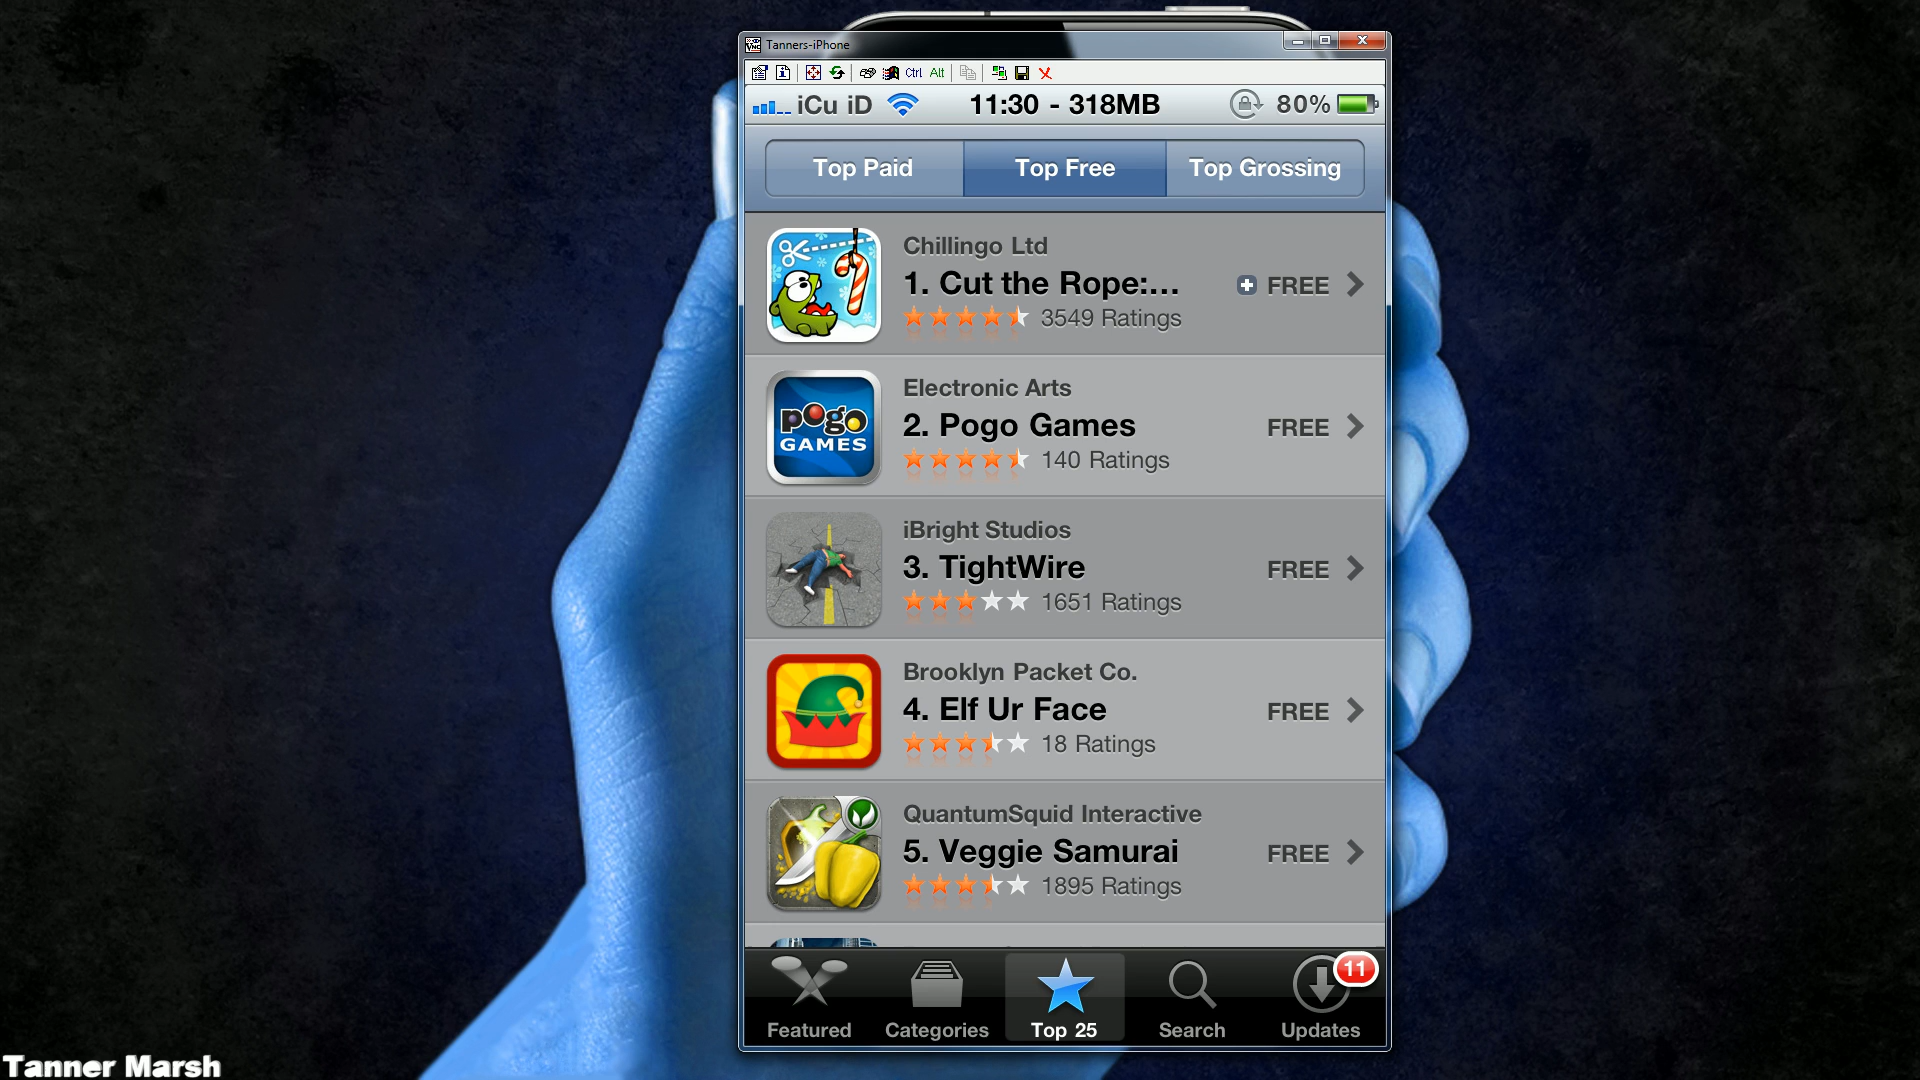 Tanners-iPhone
Ctrl Alt
iCu iD 11:30 - 318MB 80%
Top Paid Top Free Top Grossing
Chillingo Ltd
1. Cut the Rope:... FREE
3549 Ratings
pogo
GAMES
Electronic Arts
2. Pogo Games FREE
140 Ratings
iBright Studios
3. TightWire FREE
1651 Ratings
Brooklyn Packet Co.
4. Elf Ur Face FREE
18 Ratings
QuantumSquid Interactive
5. Veggie Samurai FREE
1895 Ratings
11
Featured Categories Top 25 Search Updates
Tanner Marsh